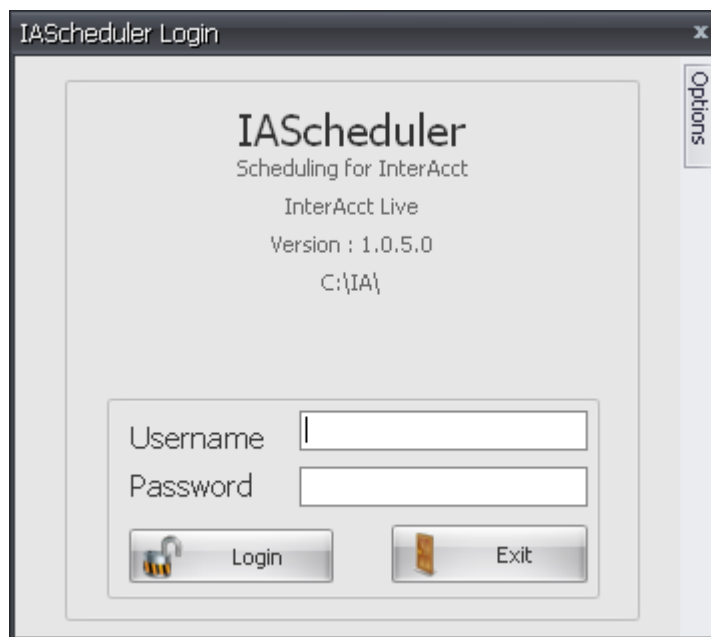 IAScheduler Login
x
Options
IAScheduler
Scheduling for InterAcct
InterAcct Live
Version : 1.0.5.0
C:\IA\
Username
Password
Login
Exit